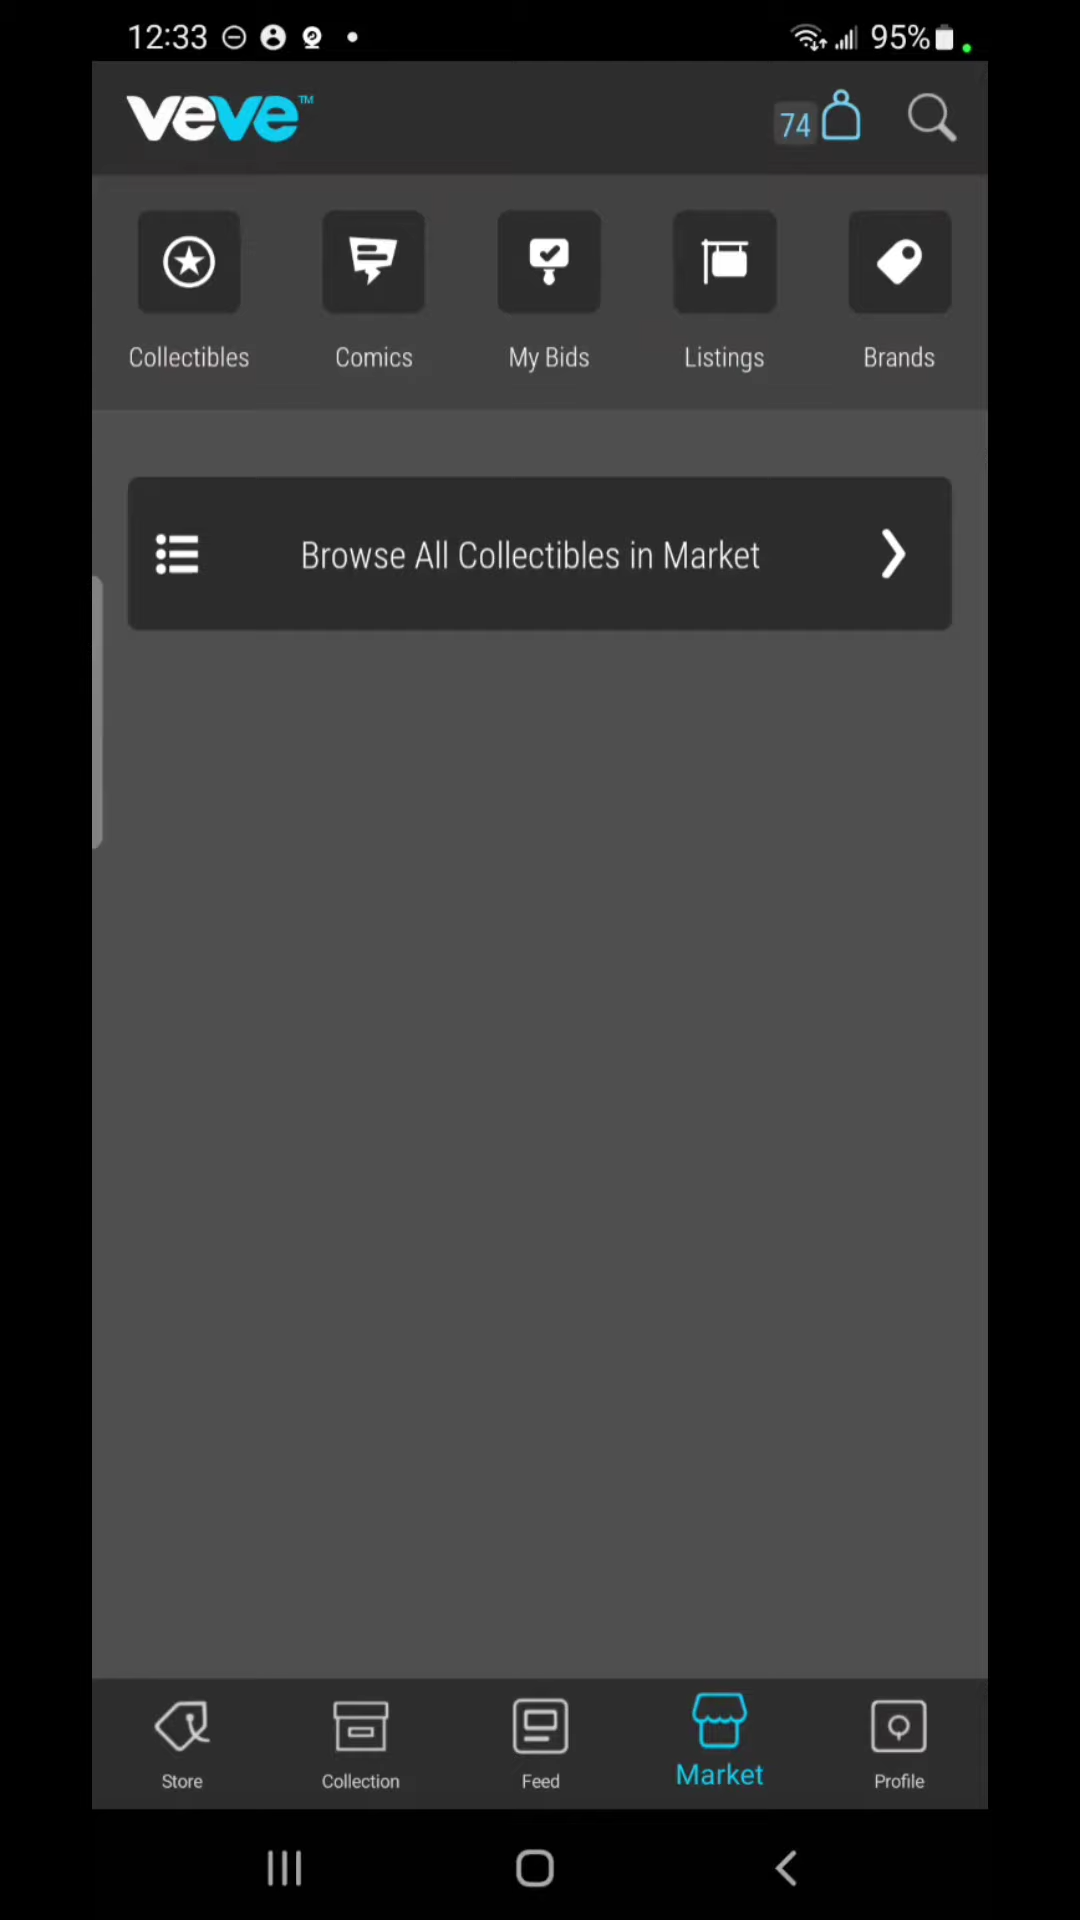 12:33
95%
veve™
74
Collectibles
Comics
My Bids
Listings
Brands
Browse All Collectibles in Market
Store
Collection
Feed
Market
Profile